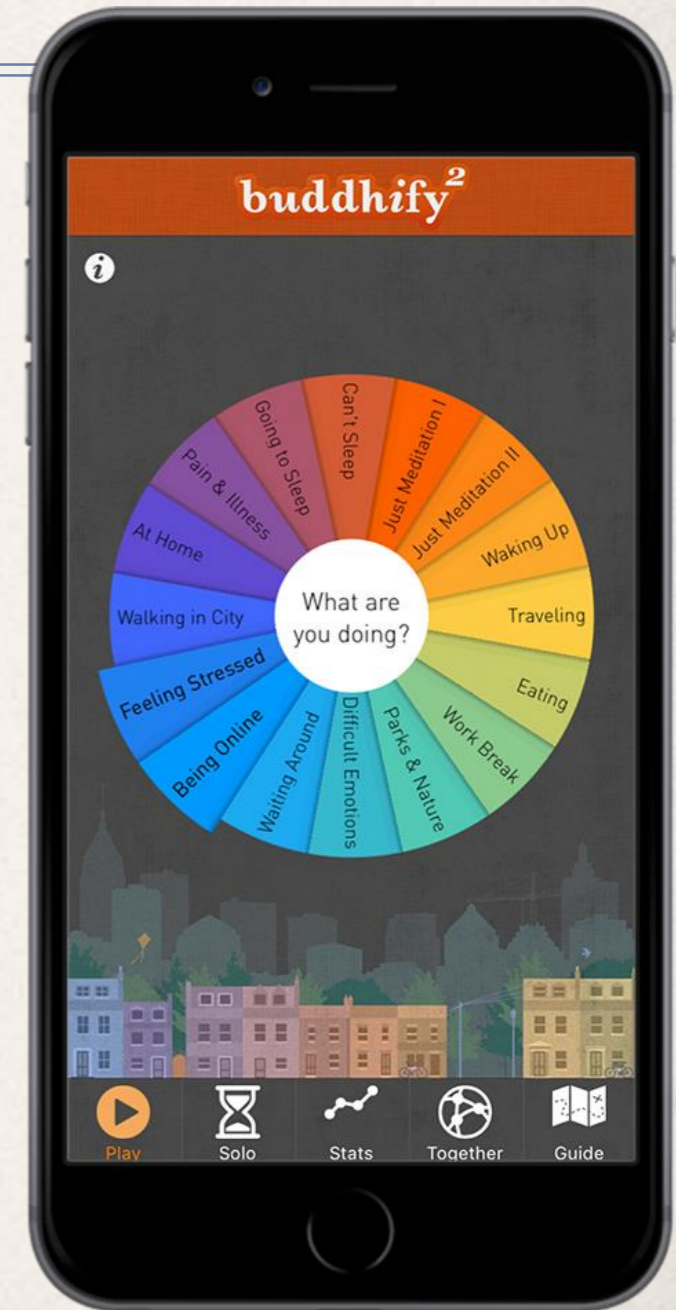 buddhify²
i
Can't Sleep
Just Meditation I
Just Meditation II
Waking Up
Traveling
Eating
Work Break
Parks & Nature
Difficult Emotions
Waiting Around
Being Online
Feeling Stressed
Walking in City
At Home
Pain & Illness
Going to Sleep
What are
you doing?
Play
Solo
Stats
Together
Guide